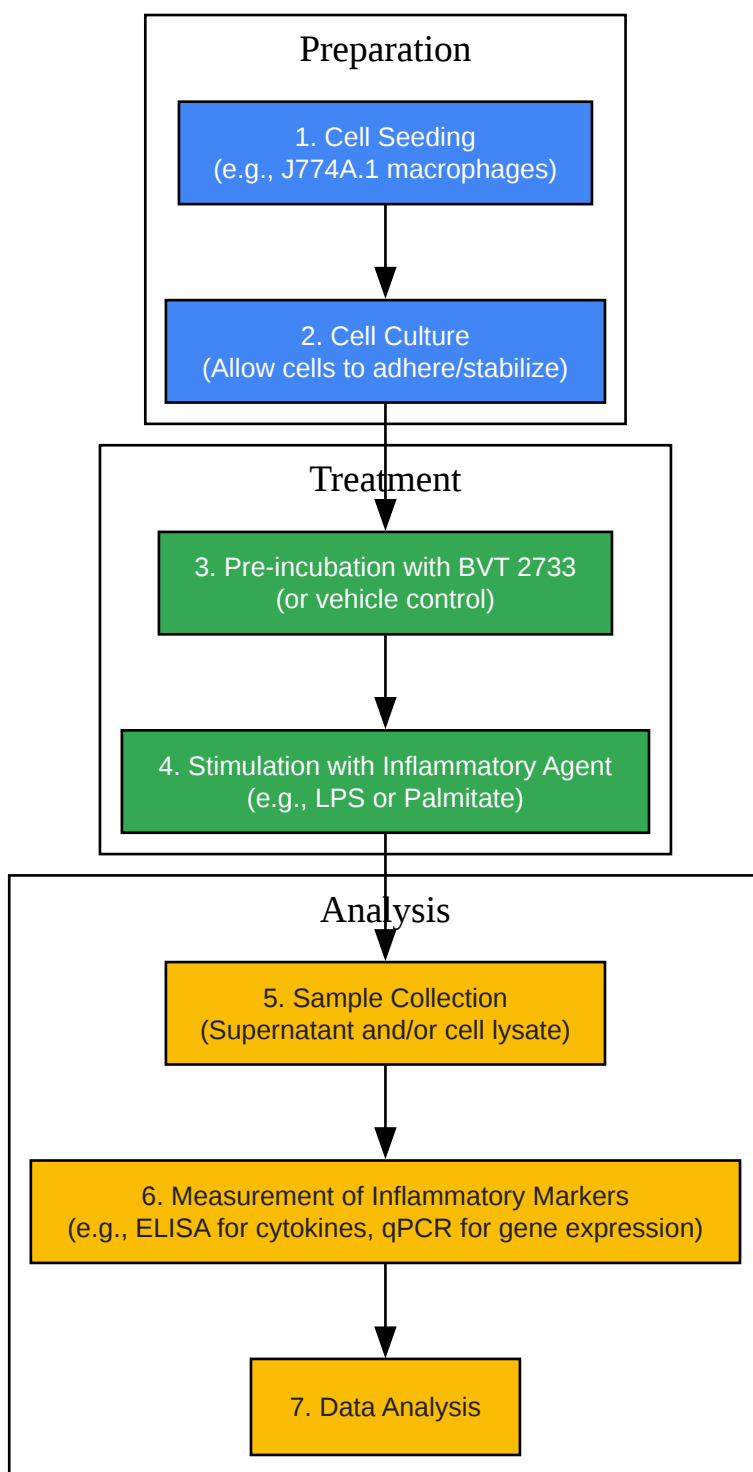 Preparation
1. Cell Seeding
(e.g., J774A.1 macrophages)
2. Cell Culture
(Allow cells to adhere/stabilize)
Treatment
3. Pre-incubation with BVT 2733
(or vehicle control)
4. Stimulation with Inflammatory Agent
(e.g., LPS or Palmitate)
Analysis
5. Sample Collection
(Supernatant and/or cell lysate)
6. Measurement of Inflammatory Markers
(e.g., ELISA for cytokines, qPCR for gene expression)
7. Data Analysis